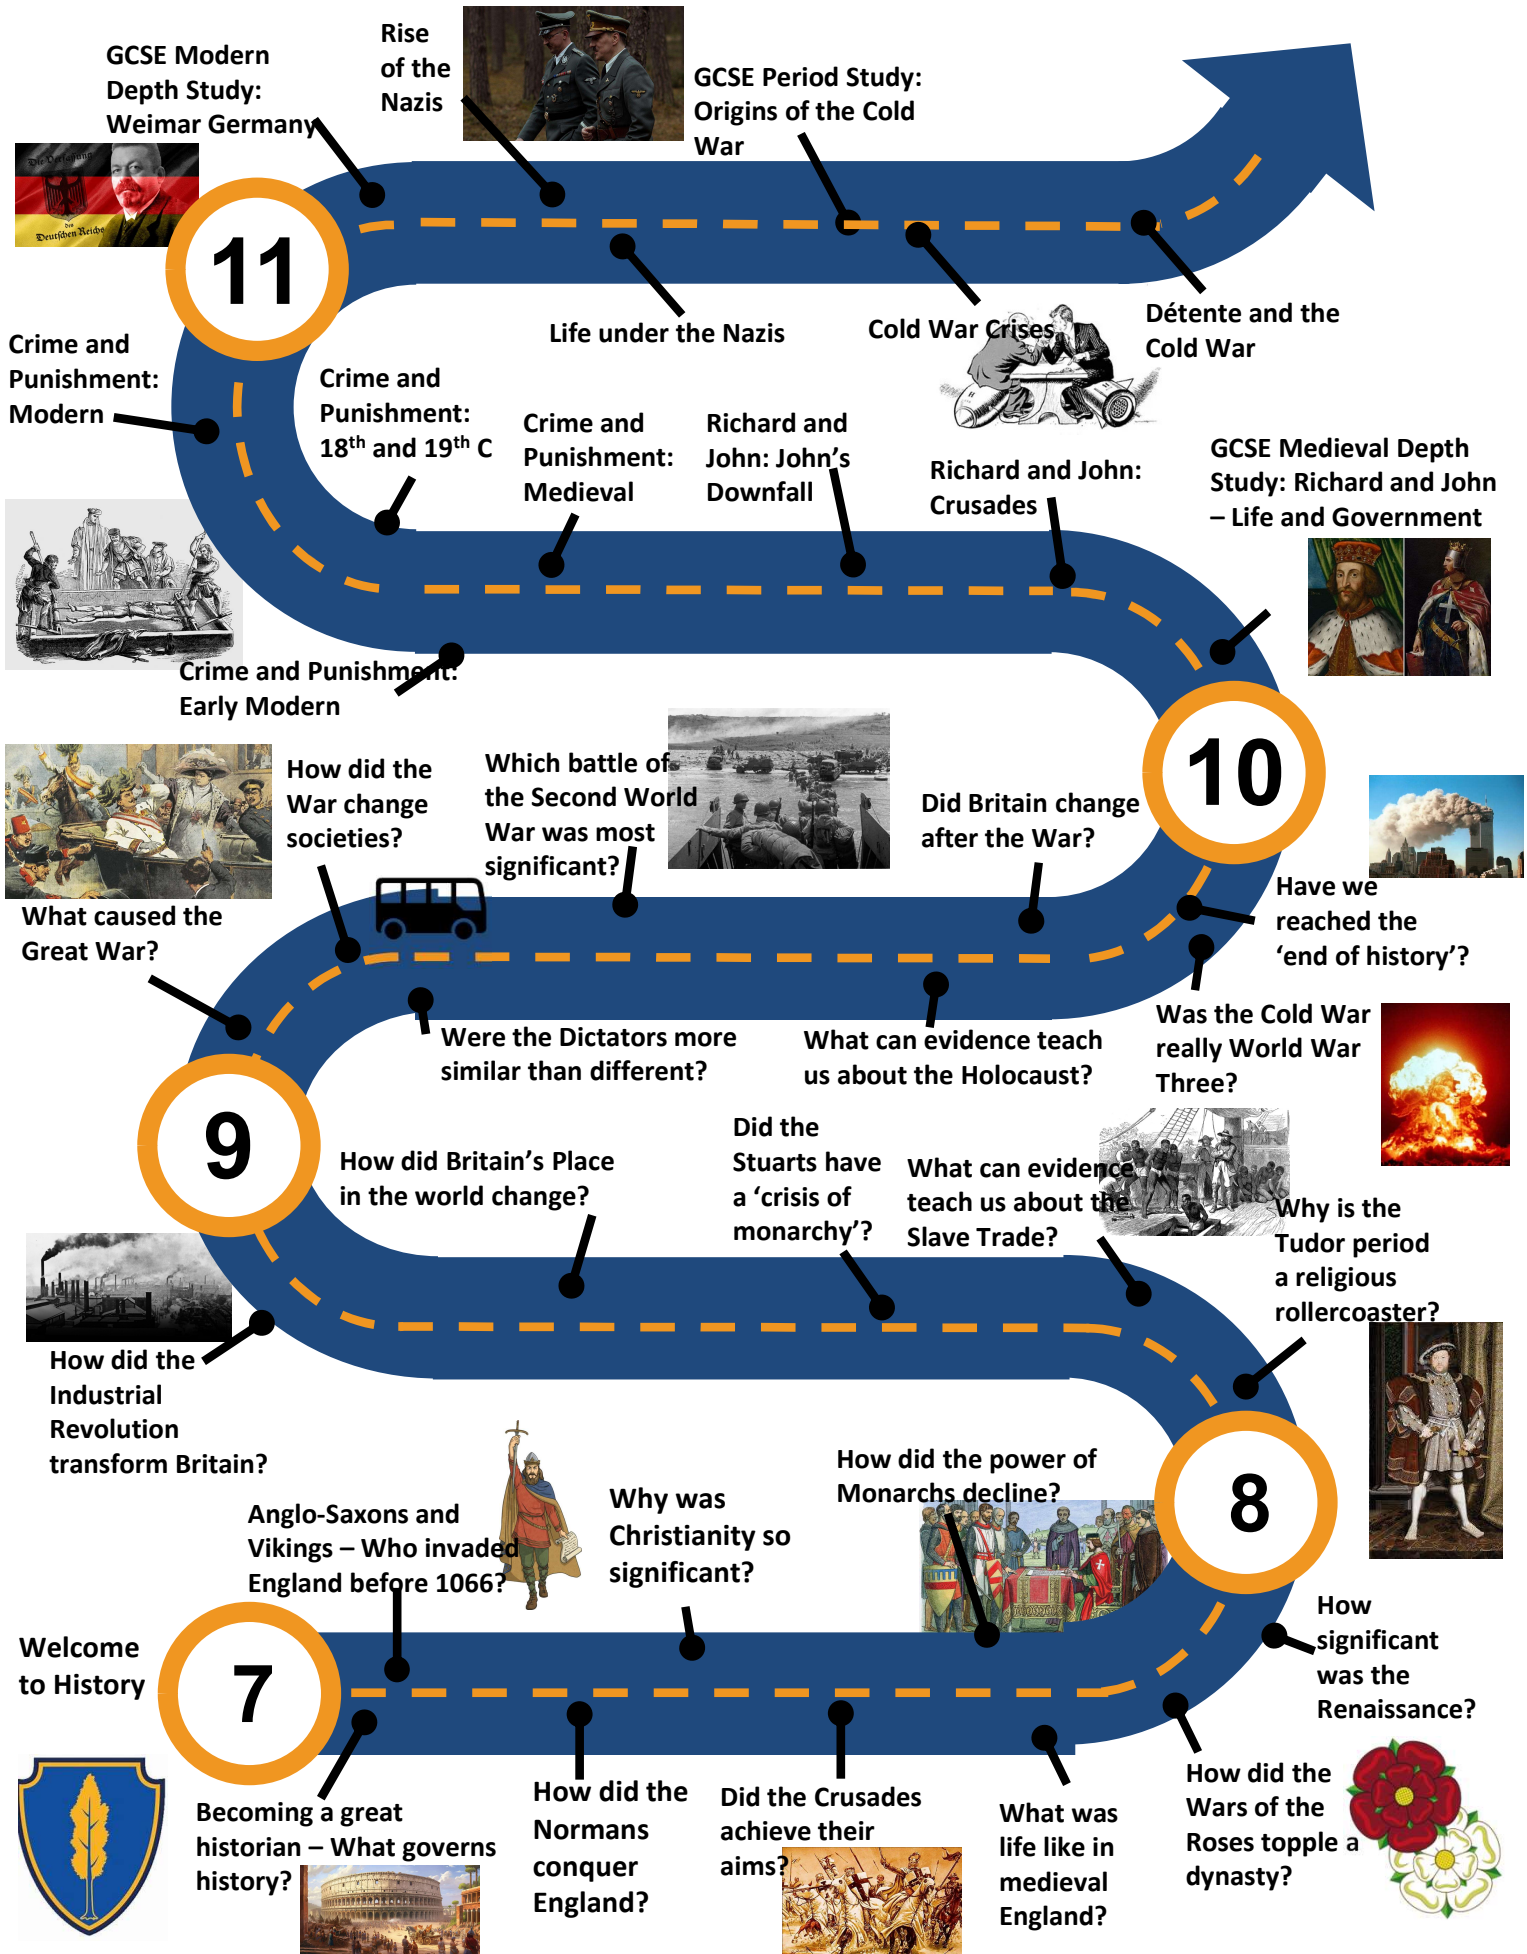 GCSE Modern
Depth Study:
Weimar Germany
Rise
of the
Nazis
GCSE Period Study:
Origins of the Cold
War
Die Verfassung
des
Deutschen Reichs
11
Life under the Nazis
Cold War Crises
Détente and the
Cold War
Crime and
Punishment:
Modern
Crime and
Punishment:
18th and 19th C
Crime and
Punishment:
Medieval
Richard and
John: John's
Downfall
Richard and John:
Crusades
GCSE Medieval Depth
Study: Richard and John
– Life and Government
Crime and Punishment:
Early Modern
10
How did the
War change
societies?
Which battle of
the Second World
War was most
significant?
Did Britain change
after the War?
Have we
reached the
‘end of history’?
What caused the
Great War?
Were the Dictators more
similar than different?
What can evidence teach
us about the Holocaust?
Was the Cold War
really World War
Three?
9
How did Britain’s Place
in the world change?
Did the
Stuarts have
a ‘crisis of
monarchy’?
What can evidence
teach us about the
Slave Trade?
Why is the
Tudor period
a religious
rollercoaster?
How did the
Industrial
Revolution
transform Britain?
Anglo-Saxons and
Vikings – Who invaded
England before 1066?
Why was
Christianity so
significant?
How did the power of
Monarchs decline?
8
How
significant
was the
Renaissance?
Welcome
to History
7
Becoming a great
historian – What governs
history?
How did the
Normans
conquer
England?
Did the Crusades
achieve their
aims?
What was
life like in
medieval
England?
How did the
Wars of the
Roses topple a
dynasty?